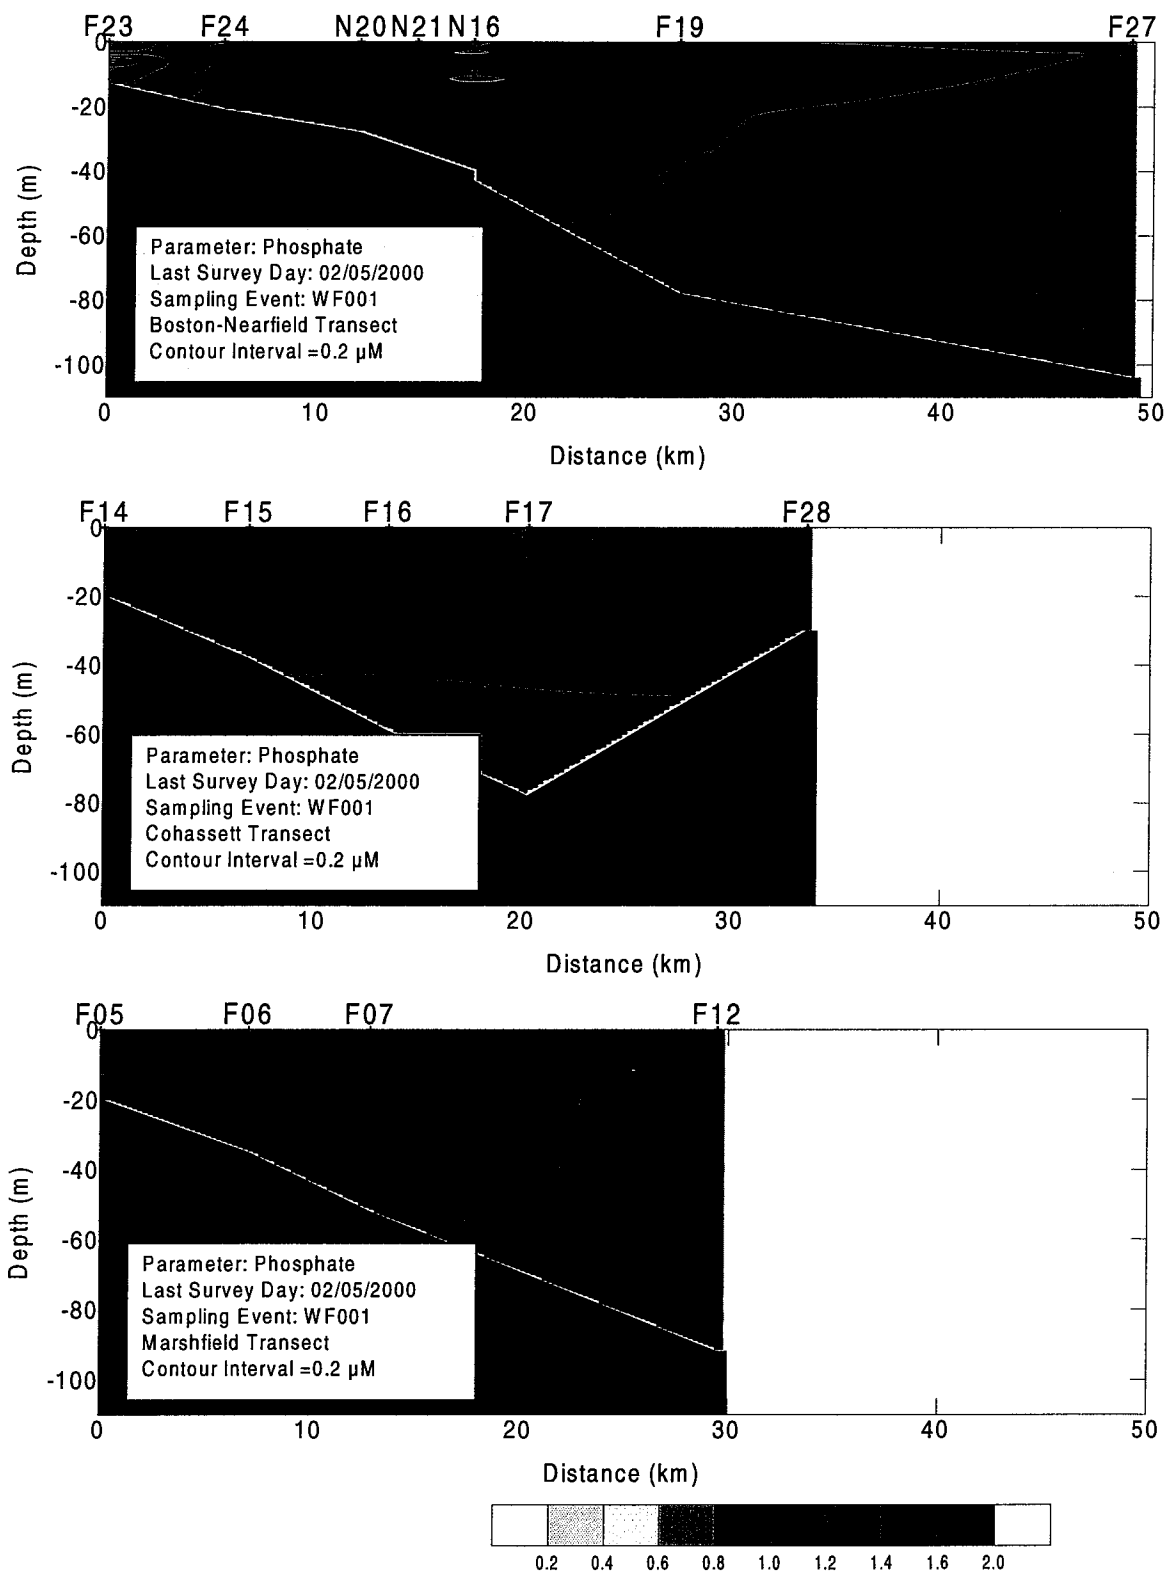 F23 F24 N20 N21 N16 F19 F27
0
-20
-40
-60
-80
-100
Depth (m)
Parameter: Phosphate
Last Survey Day: 02/05/2000
Sampling Event: WF001
Boston-Nearfield Transect
Contour Interval =0.2 µM
0 10 20 30 40 50
Distance (km)
F14 F15 F16 F17 F28
0
-20
-40
-60
-80
-100
Depth (m)
Parameter: Phosphate
Last Survey Day: 02/05/2000
Sampling Event: WF001
Cohassett Transect
Contour Interval =0.2 µM
0 10 20 30 40 50
Distance (km)
F05 F06 F07 F12
0
-20
-40
-60
-80
-100
Depth (m)
Parameter: Phosphate
Last Survey Day: 02/05/2000
Sampling Event: WF001
Marshfield Transect
Contour Interval =0.2 µM
0 10 20 30 40 50
Distance (km)
0.2 0.4 0.6 0.8 1.0 1.2 1.4 1.6 2.0